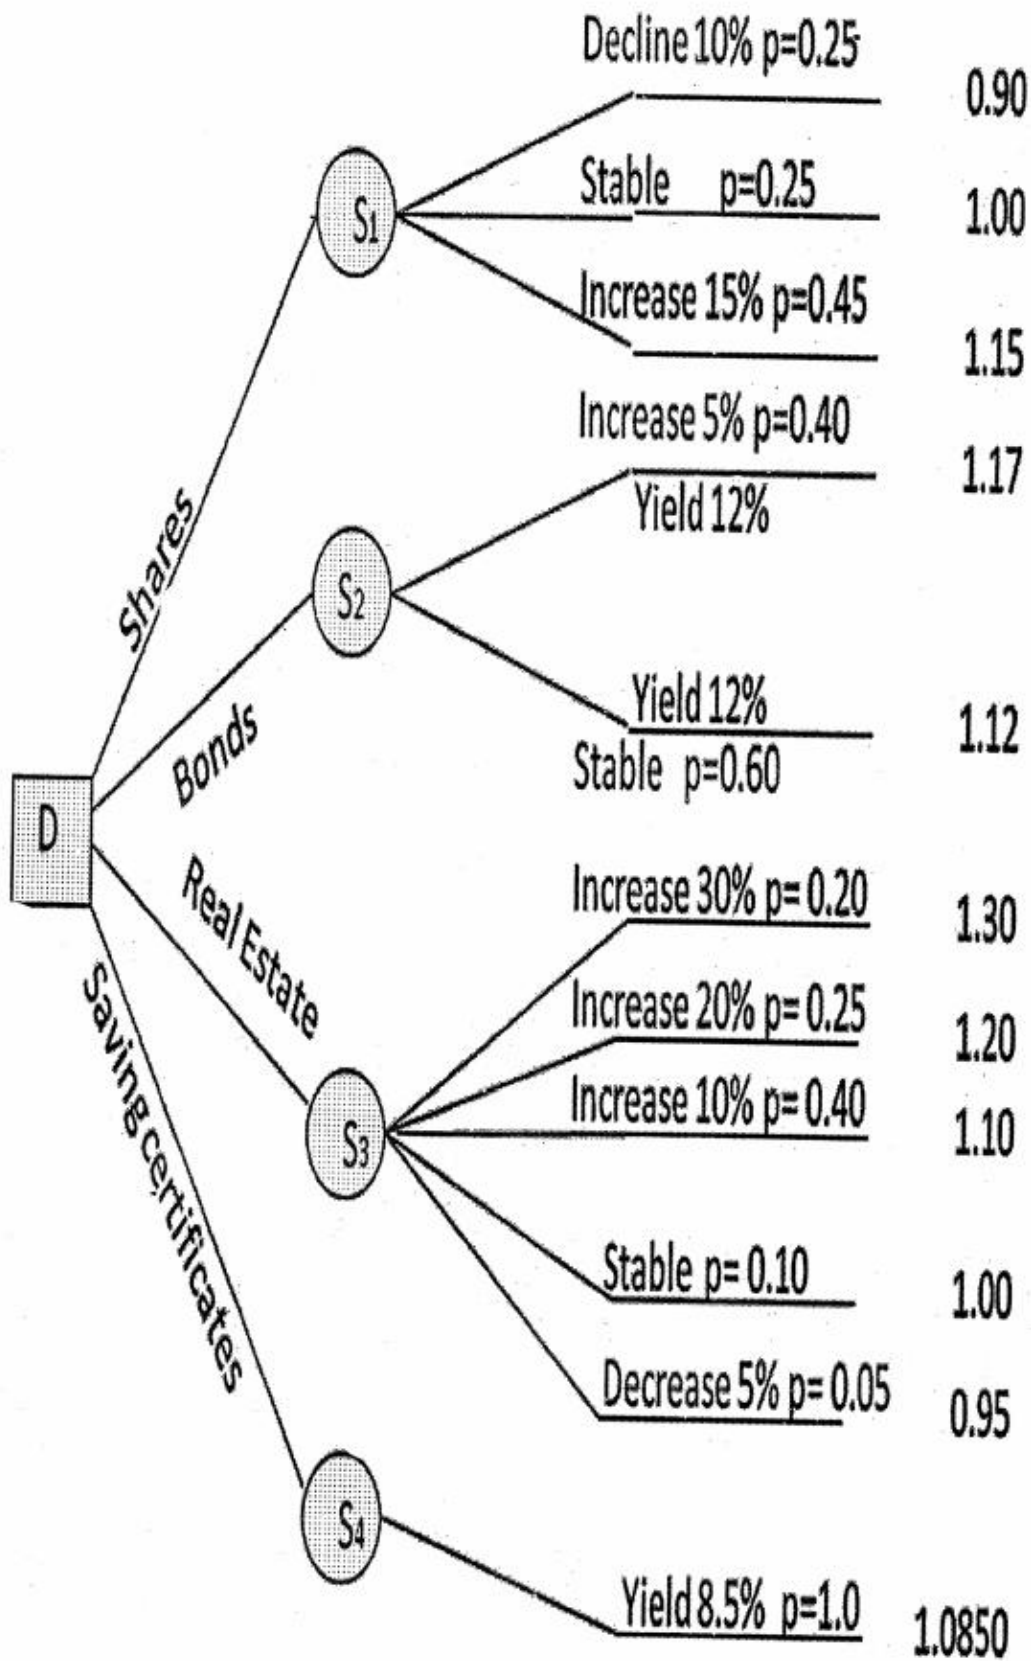 Decline 10% p=0.25
0.90
S1
Stable p=0.25
1.00
Increase 15% p=0.45
1.15
Shares
Increase 5% p=0.40
1.17
Yield 12%
S2
Bonds
Yield 12%
1.12
Stable p=0.60
D
Real Estate
Increase 30% p= 0.20
1.30
Increase 20% p= 0.25
1.20
Increase 10% p= 0.40
1.10
S3
Saving certificates
Stable p= 0.10
1.00
Decrease 5% p= 0.05
0.95
S4
Yield 8.5% p=1.0
1.0850